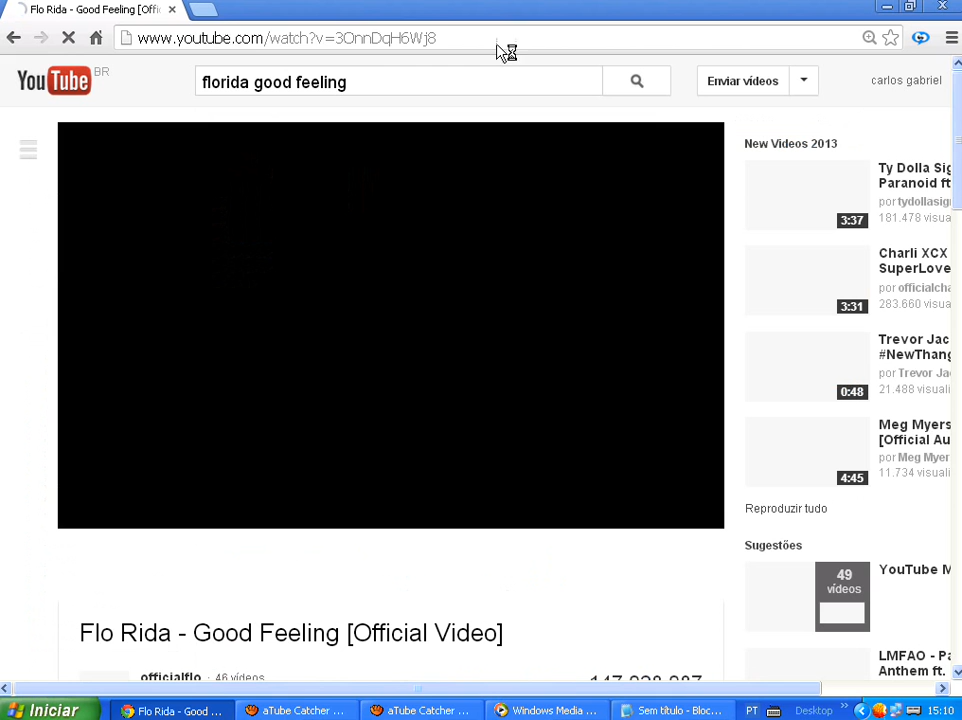 Flo Rida - Good Feeling [Offic
www.youtube.com/watch?v=3OnnDqH6Wj8
YouTube BR
florida good feeling
Enviar vídeos
carlos gabriel
New Videos 2013
Ty Dolla Sig
Paranoid ft
por tydollasig
181.478 visua
3:37
Charli XCX
SuperLove
por officialcha
283.660 visua
3:31
Trevor Jac
#NewThang
por Trevor Jac
21.488 visuali
0:48
Meg Myers
[Official Au
por Meg Myer
11.734 visuali
4:45
Reproduzir tudo
Sugestões
49
vídeos
YouTube M
LMFAO - Pa
Anthem ft.
Flo Rida - Good Feeling [Official Video]
officialflo · 46 vídeos
Iniciar
Flo Rida - Good ...
aTube Catcher ...
aTube Catcher ...
Windows Media ...
Sem título - Bloc...
PT
Desktop
15:10